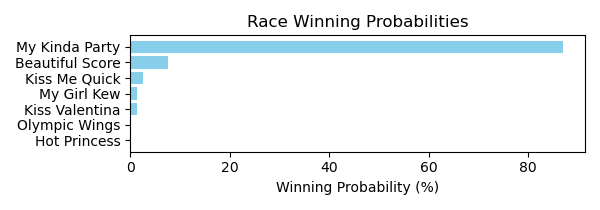 Race Winning Probabilities
My Kinda Party
Beautiful Score
Kiss Me Quick
My Girl Kew
Kiss Valentina
Olympic Wings
Hot Princess
0 20 40 60 80
Winning Probability (%)